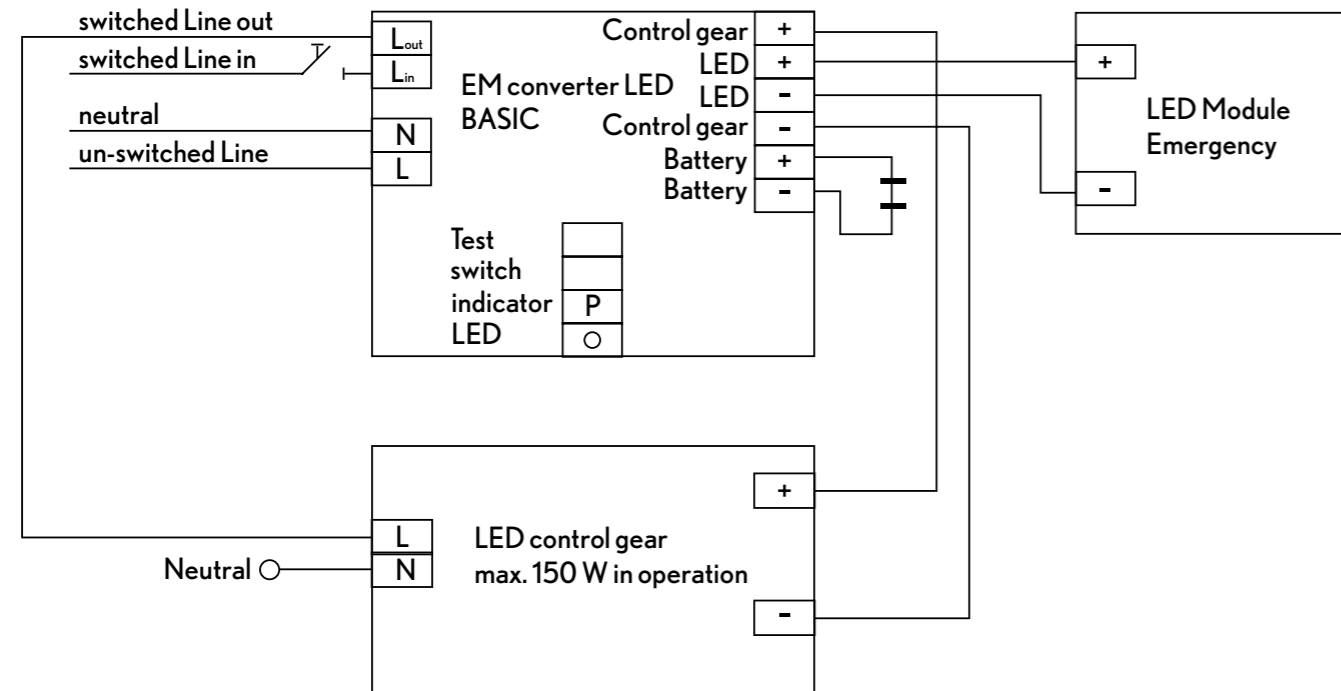 switched Line out
switched Line in
neutral
un-switched Line
Lout
Lin
N
L
EM converter LED
BASIC
Control gear +
LED +
LED -
Control gear -
Battery +
Battery -
Test
switch
indicator
LED
P
+
-
LED Module
Emergency
L
N
Neutral
LED control gear
max. 150 W in operation
+
-